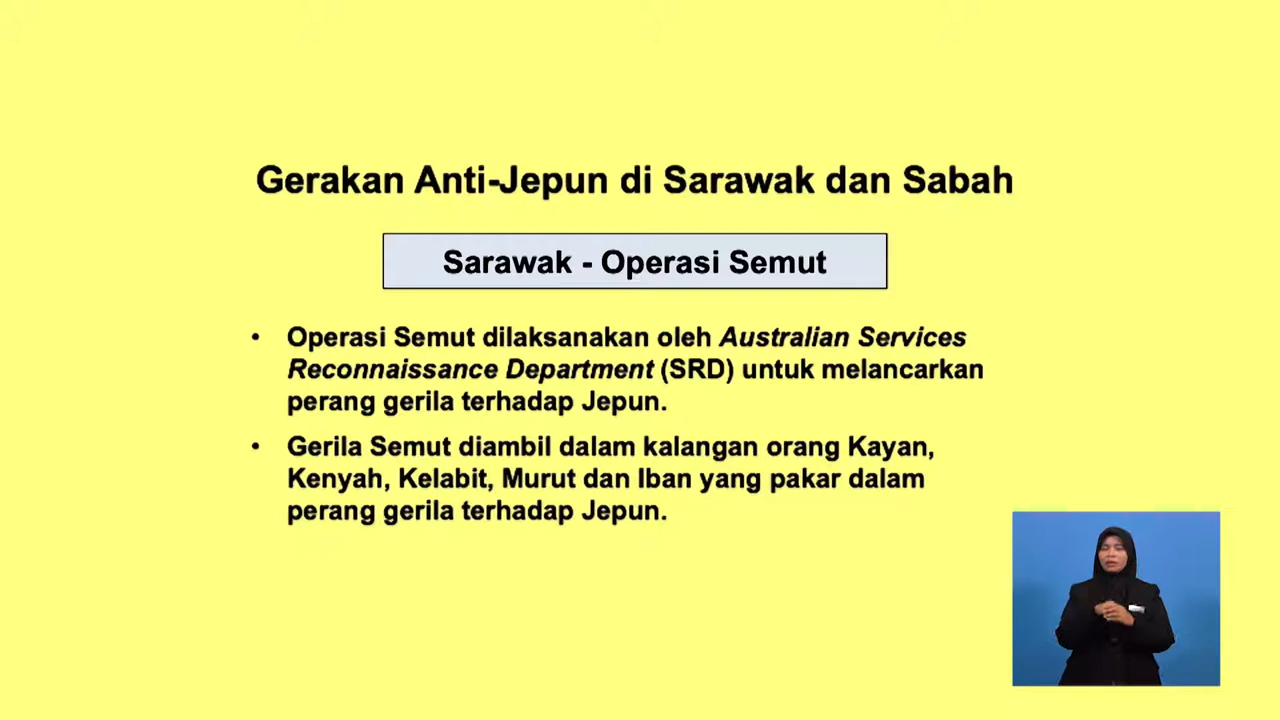 Gerakan Anti-Jepun di Sarawak dan Sabah
Sarawak - Operasi Semut
• Operasi Semut dilaksanakan oleh Australian Services
Reconnaissance Department (SRD) untuk melancarkan
perang gerila terhadap Jepun.
• Gerila Semut diambil dalam kalangan orang Kayan,
Kenyah, Kelabit, Murut dan Iban yang pakar dalam
perang gerila terhadap Jepun.